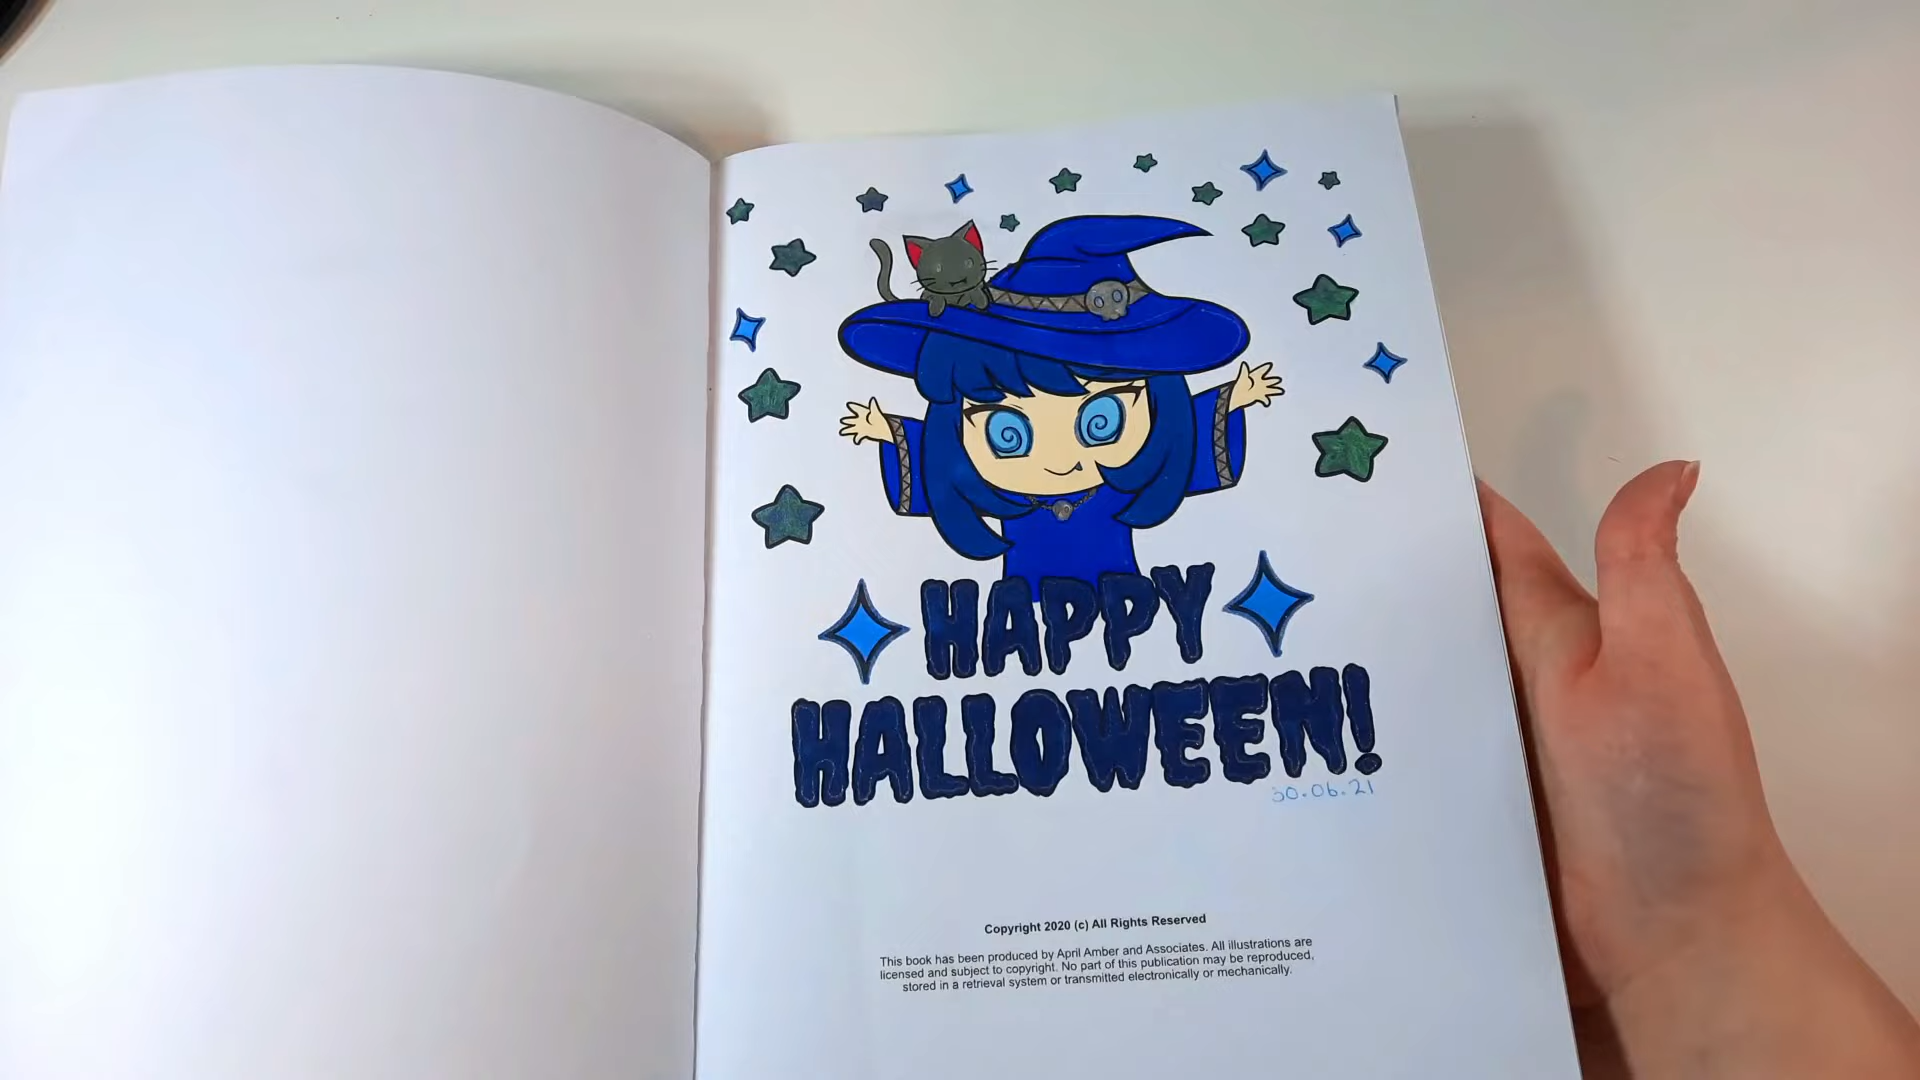 HAPPY
HALLOWEEN!
30.06.21
Copyright 2020 (c) All Rights Reserved
This book has been produced by April Amber and Associates. All illustrations are
licensed and subject to copyright. No part of this publication may be reproduced,
stored in a retrieval system or transmitted electronically or mechanically.